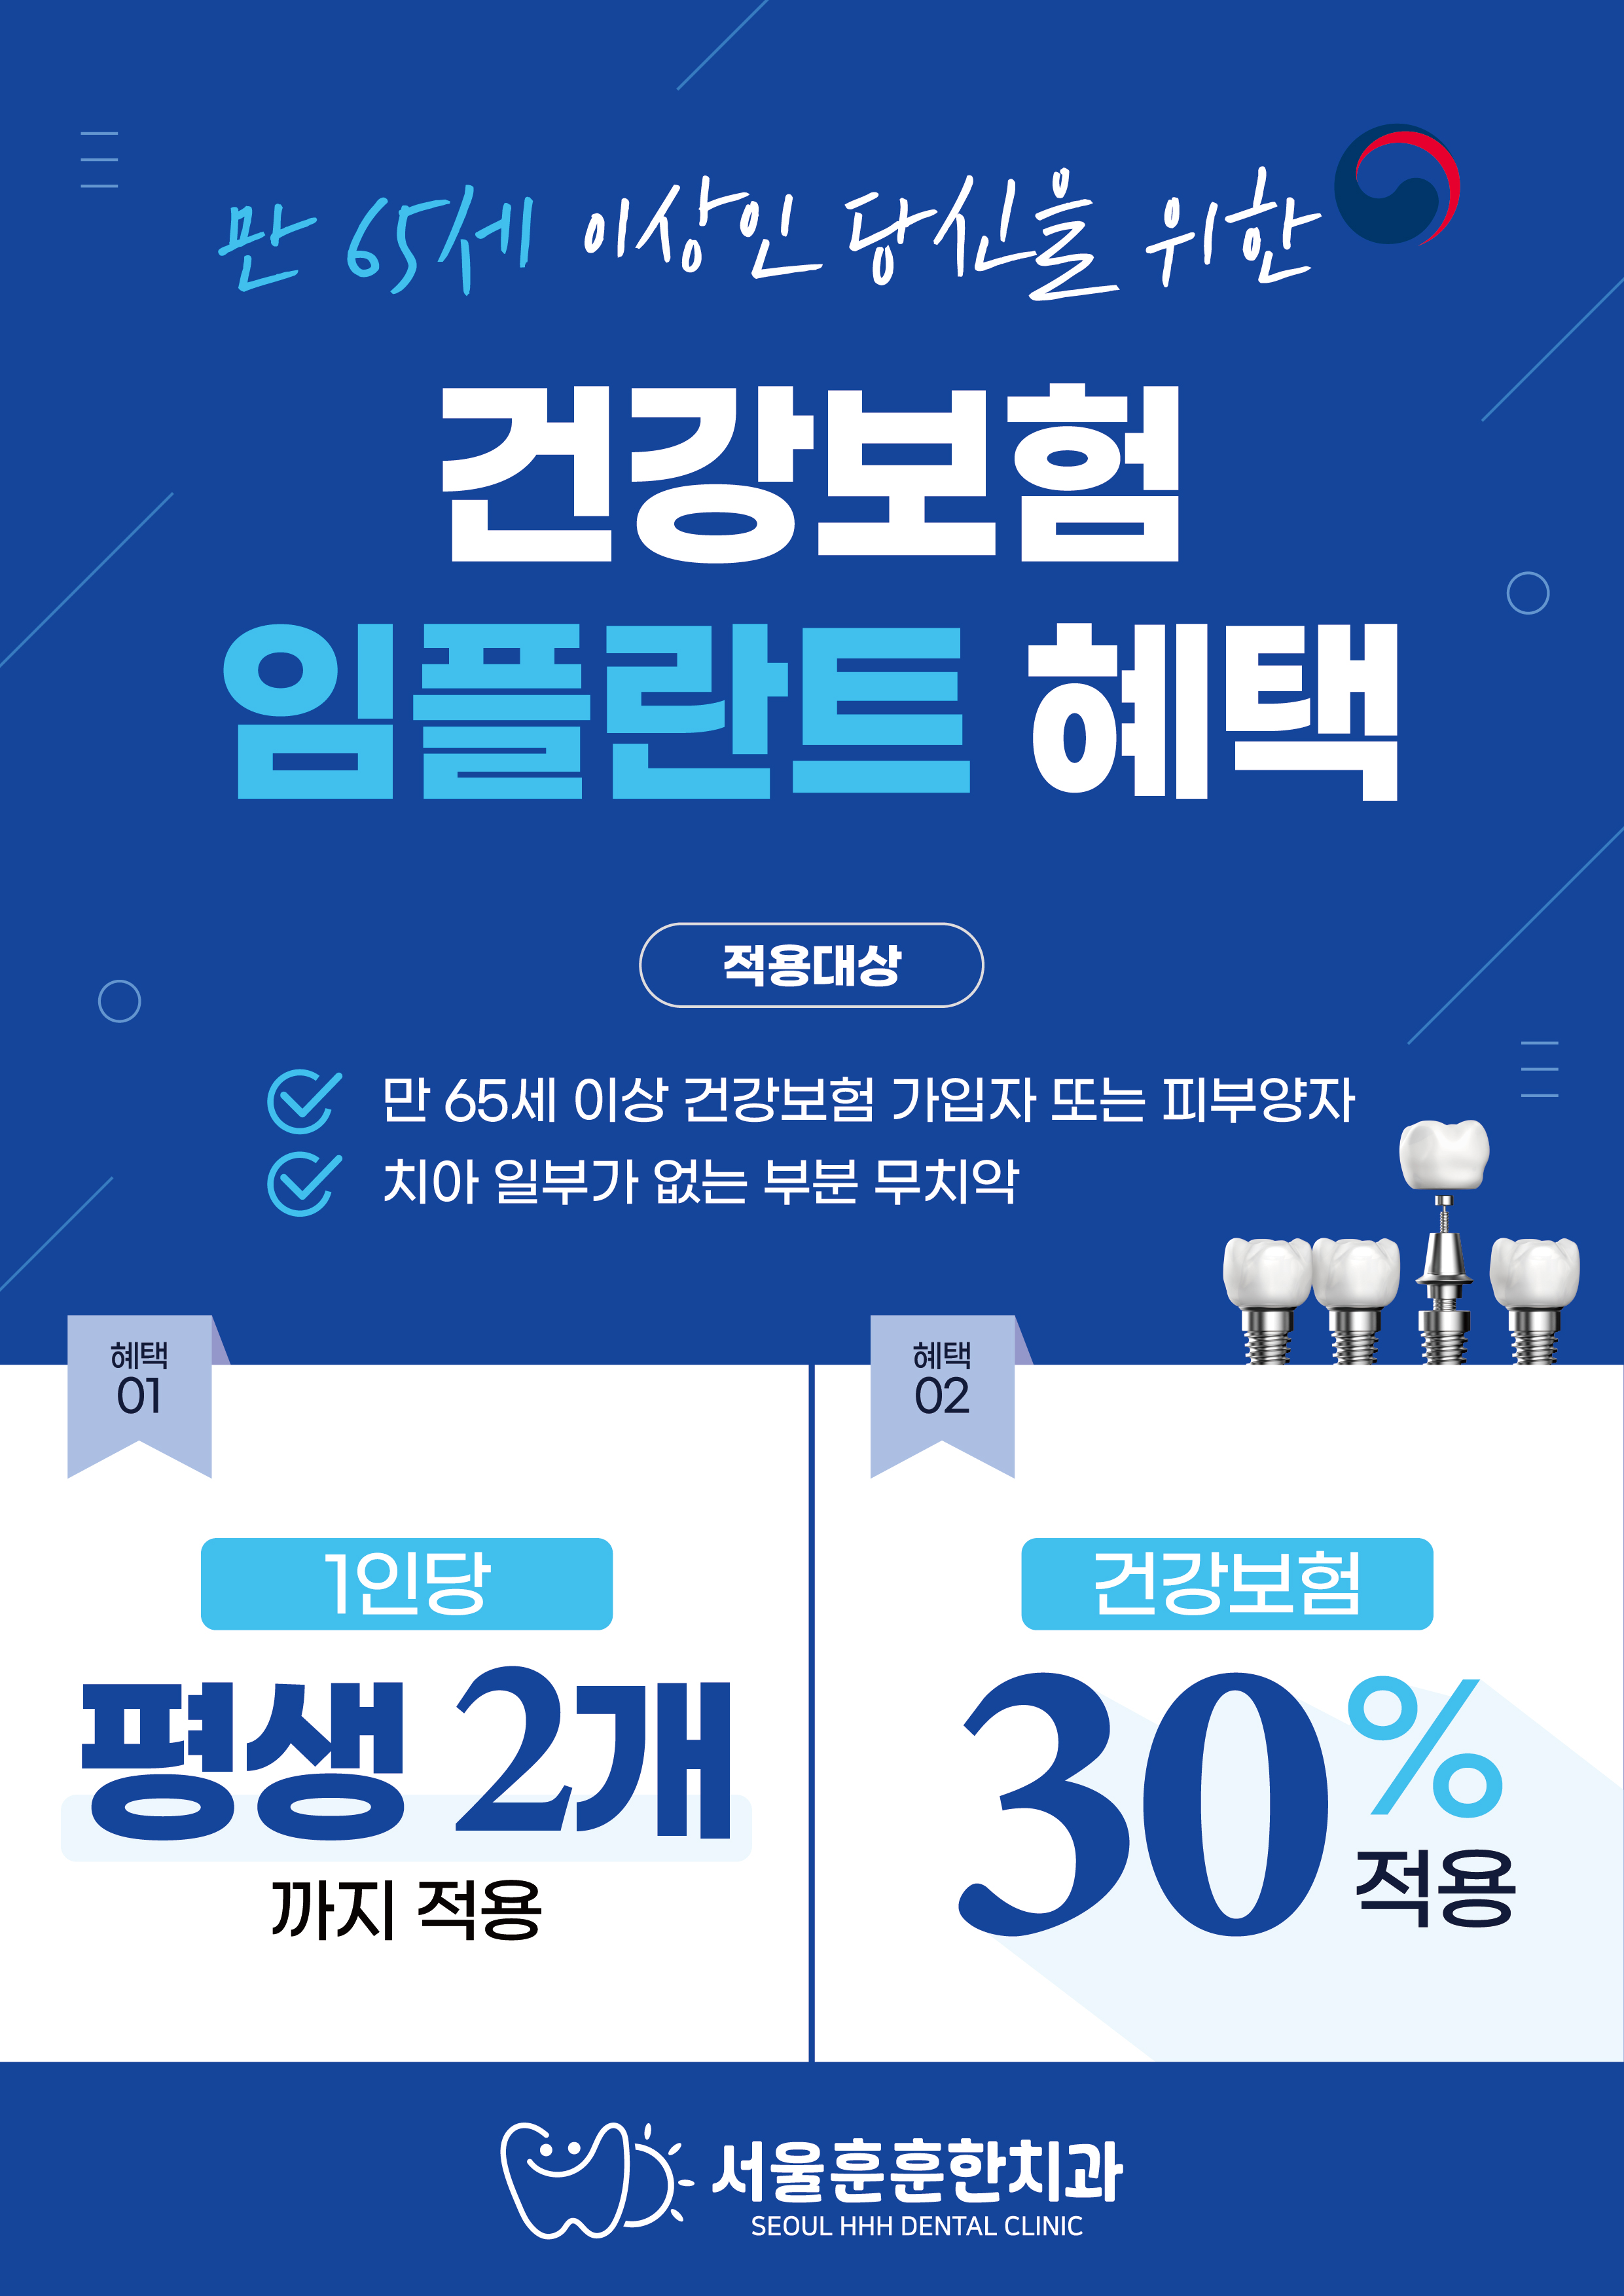 만 65세 이상인 당신을 위한
건강보험
임플란트 혜택
적용대상
만 65세 이상 건강보험 가입자 또는 피부양자
치아 일부가 없는 부분 무치악
혜택
01
1인당
평생 2개
까지 적용
혜택
02
건강보험
30%
적용
서울훈훈한치과
SEOUL HHH DENTAL CLINIC